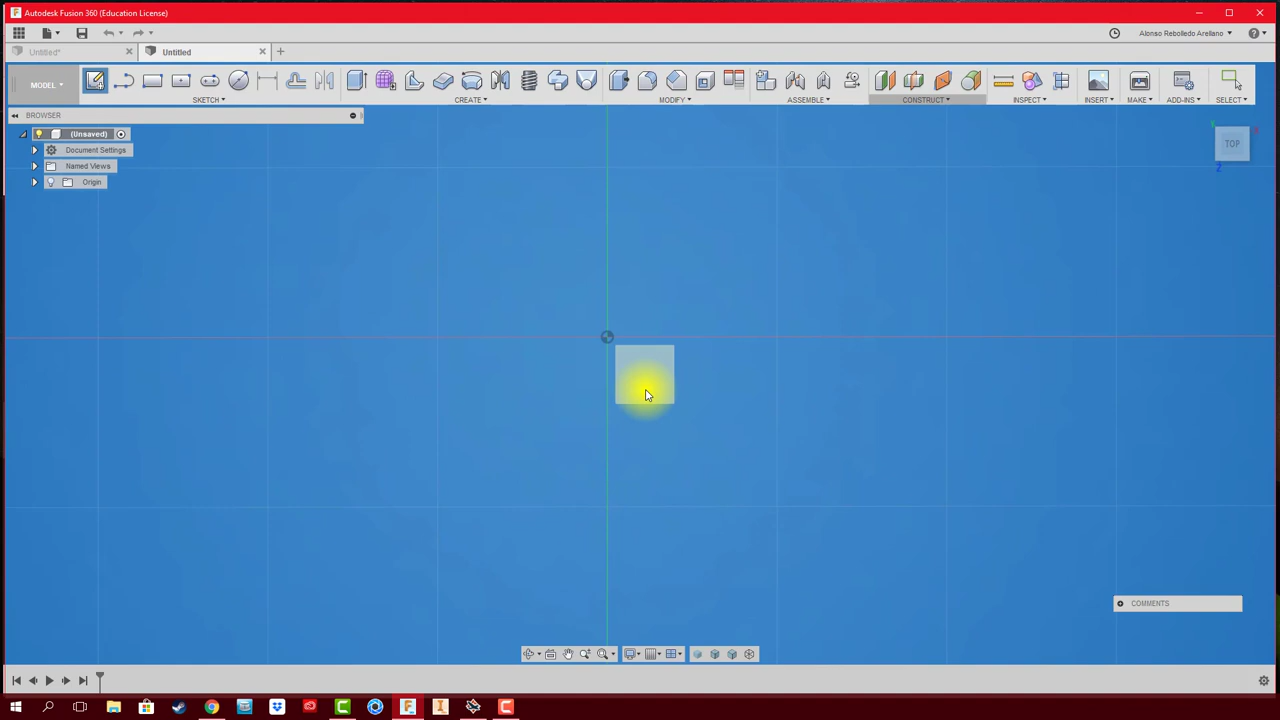 Autodesk Fusion 360 (Education License)
Alonso Rebolledo Arellano
Untitled*
Untitled
MODEL
SKETCH
CREATE
MODIFY
ASSEMBLE
CONSTRUCT
INSPECT
INSERT
MAKE
ADD-INS
SELECT
BROWSER
(Unsaved)
Document Settings
Named Views
Origin
TOP
Z
COMMENTS